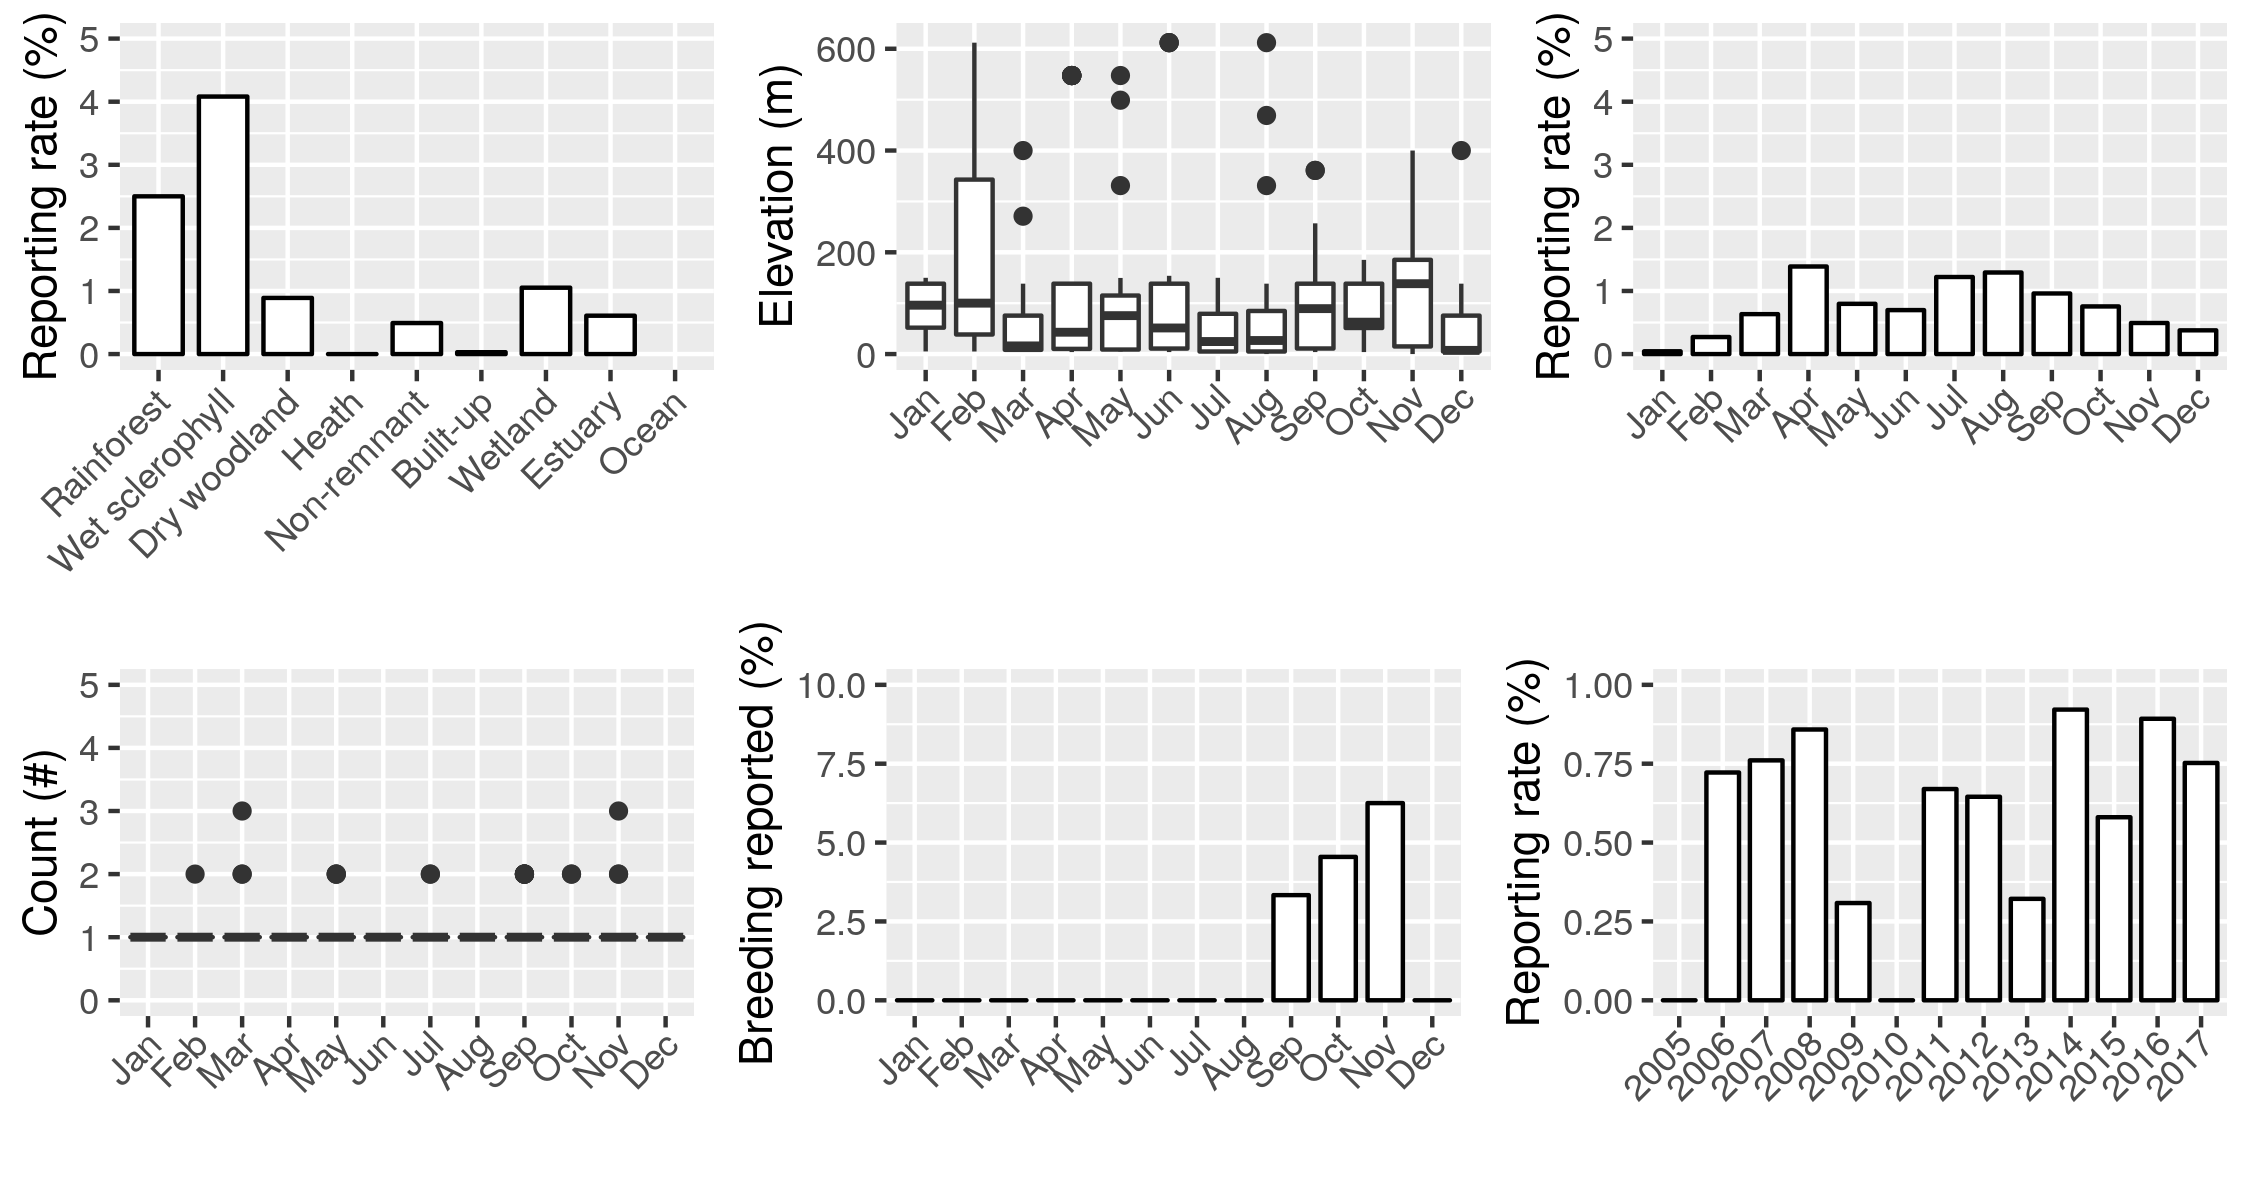 Reporting rate (%)
5
4
3
2
1
0
Rainforest
Wet sclerophyll
Dry woodland
Heath
Non-remnant
Built-up
Wetland
Estuary
Ocean
Elevation (m)
600
400
200
0
Jan
Feb
Mar
Apr
May
Jun
Jul
Aug
Sep
Oct
Nov
Dec
Reporting rate (%)
5
4
3
2
1
0
Jan
Feb
Mar
Apr
May
Jun
Jul
Aug
Sep
Oct
Nov
Dec
Count (#)
5
4
3
2
1
0
Jan
Feb
Mar
Apr
May
Jun
Jul
Aug
Sep
Oct
Nov
Dec
Breeding reported (%)
10.0
7.5
5.0
2.5
0.0
Jan
Feb
Mar
Apr
May
Jun
Jul
Aug
Sep
Oct
Nov
Dec
Reporting rate (%)
1.00
0.75
0.50
0.25
0.00
2005
2006
2007
2008
2009
2010
2011
2012
2013
2014
2015
2016
2017